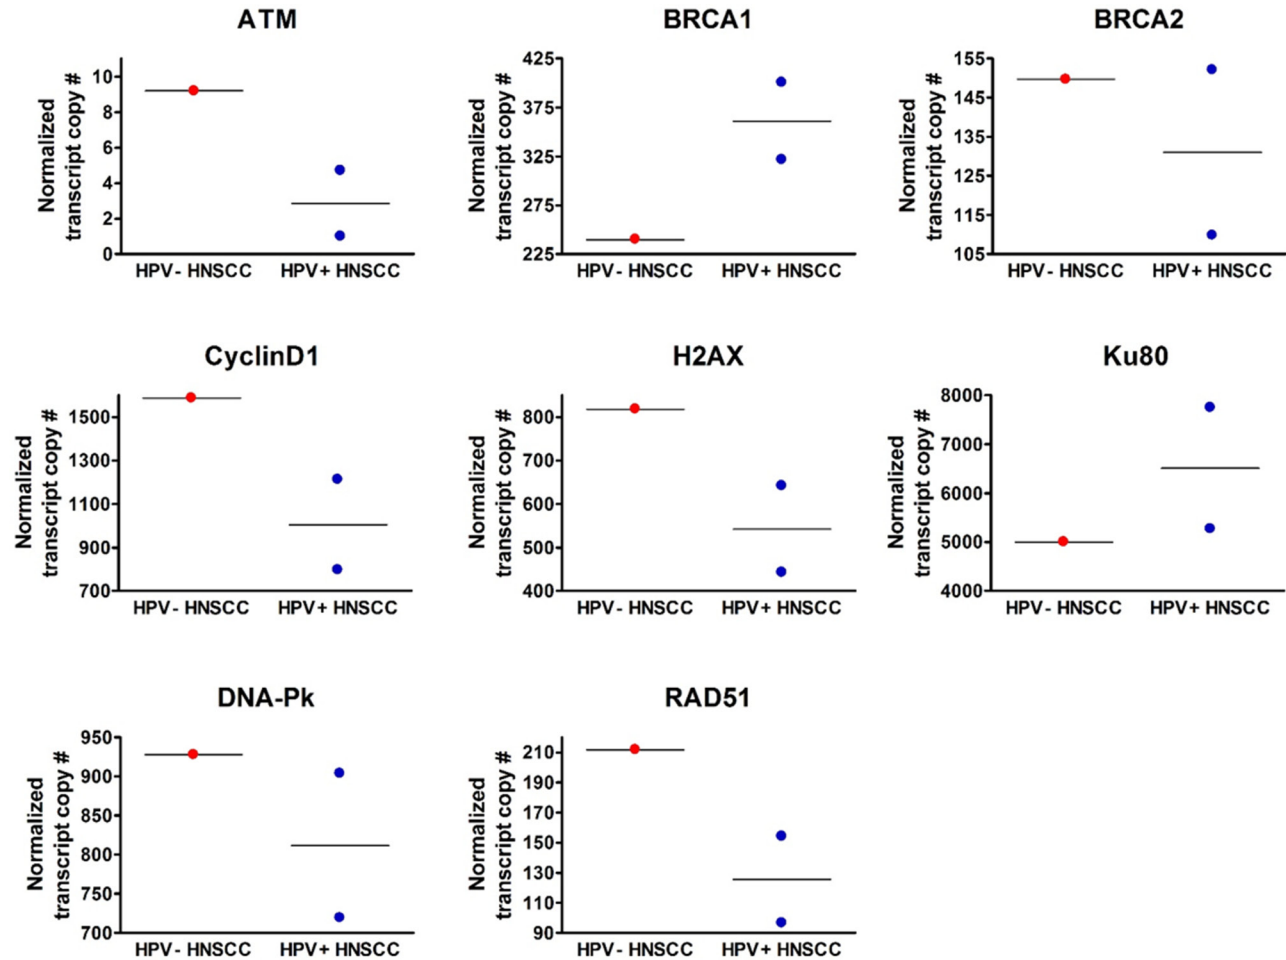 ATM
Normalized
transcript copy #
10
8
6
4
2
0
HPV- HNSCC HPV+ HNSCC
BRCA1
Normalized
transcript copy #
425
375
325
275
225
HPV- HNSCC HPV+ HNSCC
BRCA2
Normalized
transcript copy #
155
145
135
125
115
105
HPV- HNSCC HPV+ HNSCC
CyclinD1
Normalized
transcript copy #
1500
1300
1100
900
700
HPV- HNSCC HPV+ HNSCC
H2AX
Normalized
transcript copy #
800
700
600
500
400
HPV- HNSCC HPV+ HNSCC
Ku80
Normalized
transcript copy #
8000
7000
6000
5000
4000
HPV- HNSCC HPV+ HNSCC
DNA-Pk
Normalized
transcript copy #
950
900
850
800
750
700
HPV- HNSCC HPV+ HNSCC
RAD51
Normalized
transcript copy #
210
190
170
150
130
110
90
HPV- HNSCC HPV+ HNSCC